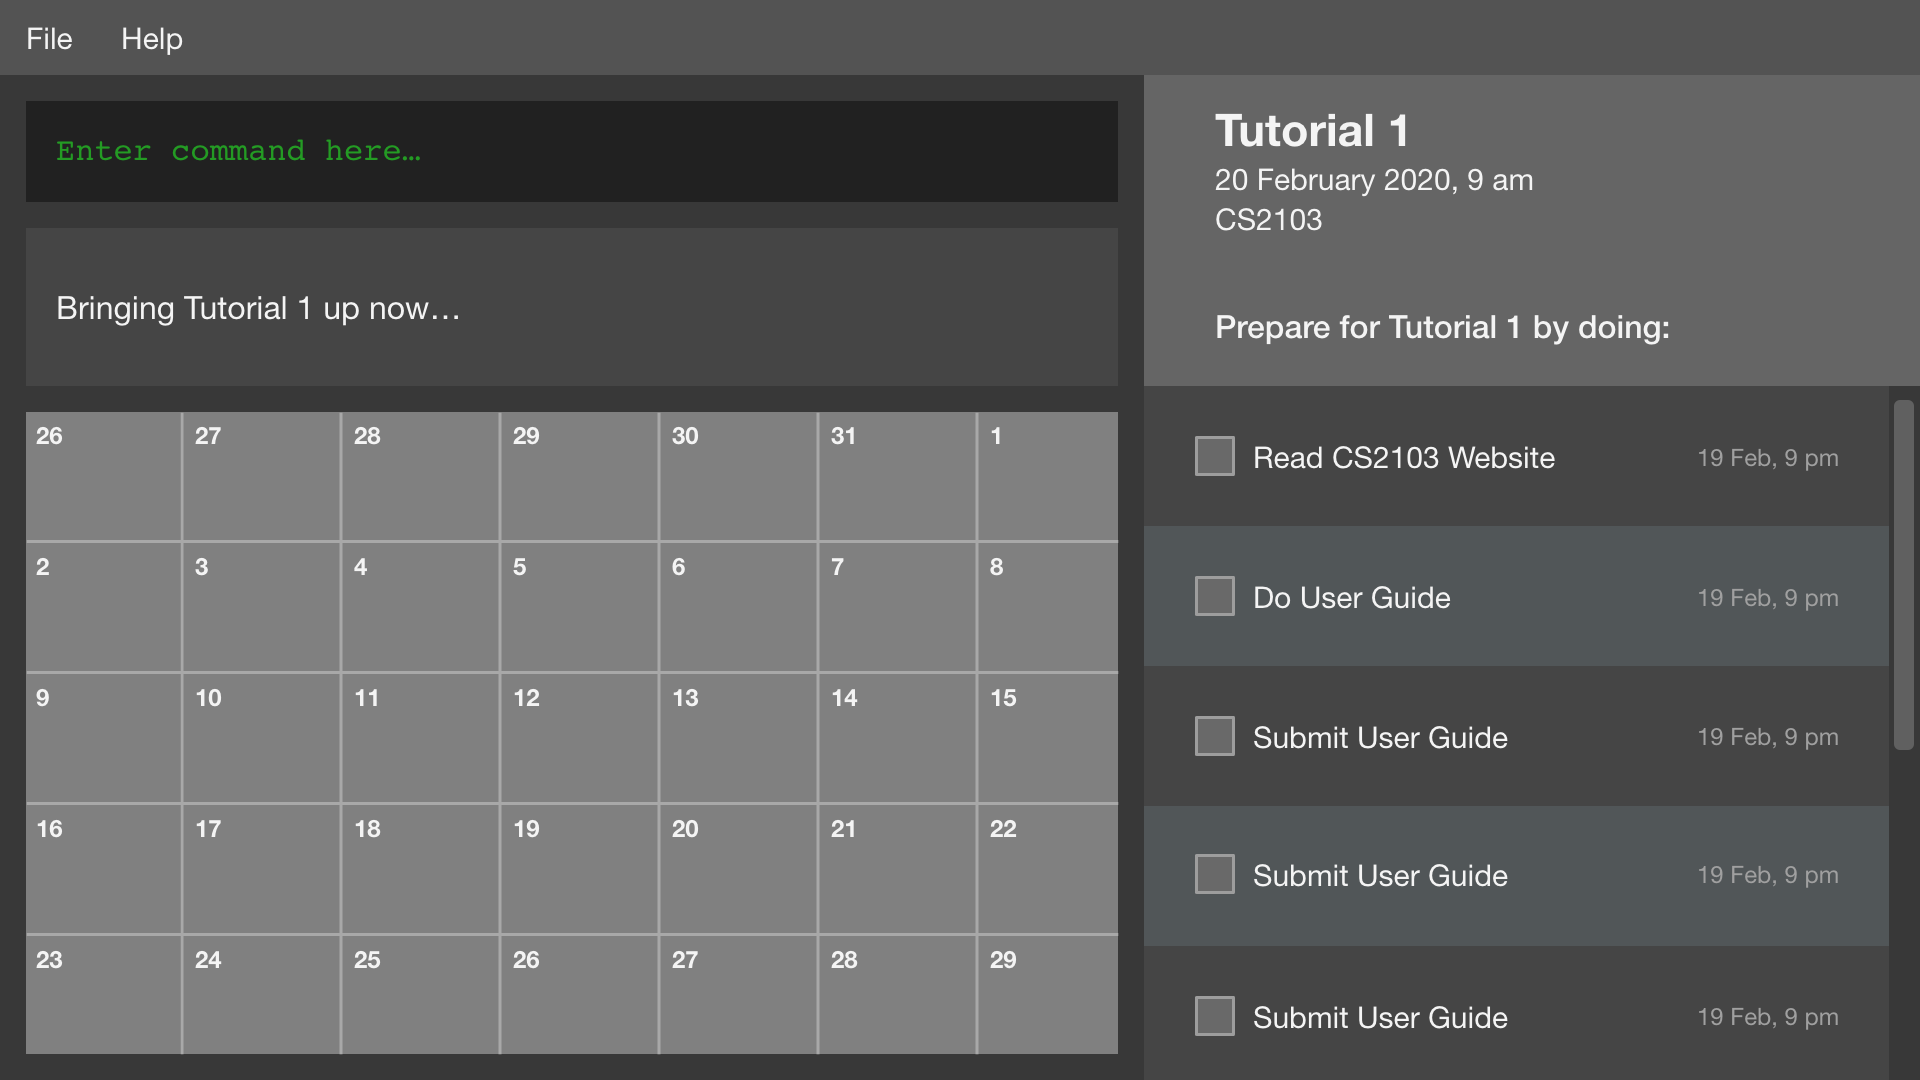 File Help
Enter command here…
Bringing Tutorial 1 up now…
26 27 28 29 30 31 1
2 3 4 5 6 7 8
9 10 11 12 13 14 15
16 17 18 19 20 21 22
23 24 25 26 27 28 29
Tutorial 1
20 February 2020, 9 am
CS2103
Prepare for Tutorial 1 by doing:
Read CS2103 Website 19 Feb, 9 pm
Do User Guide 19 Feb, 9 pm
Submit User Guide 19 Feb, 9 pm
Submit User Guide 19 Feb, 9 pm
Submit User Guide 19 Feb, 9 pm